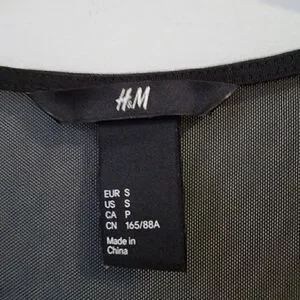 H&M
EUR S
US S
CA P
CN 165/88A
Made in
China